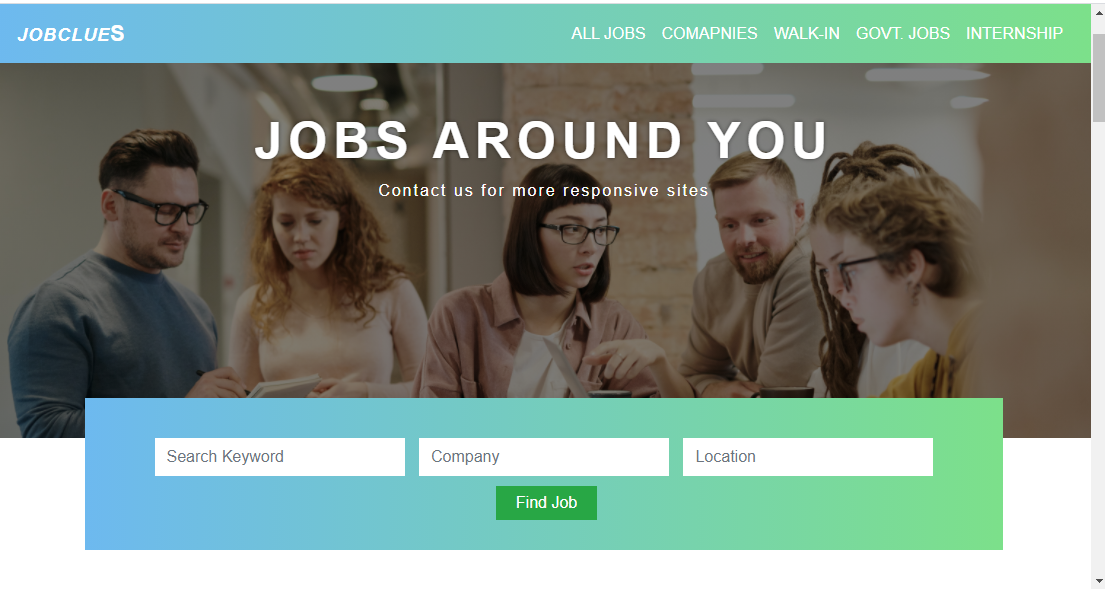 JOBCLUES
ALL JOBS COMAPNIES WALK-IN GOVT. JOBS INTERNSHIP
JOBS AROUND YOU
Contact us for more responsive sites
Search Keyword Company Location
Find Job